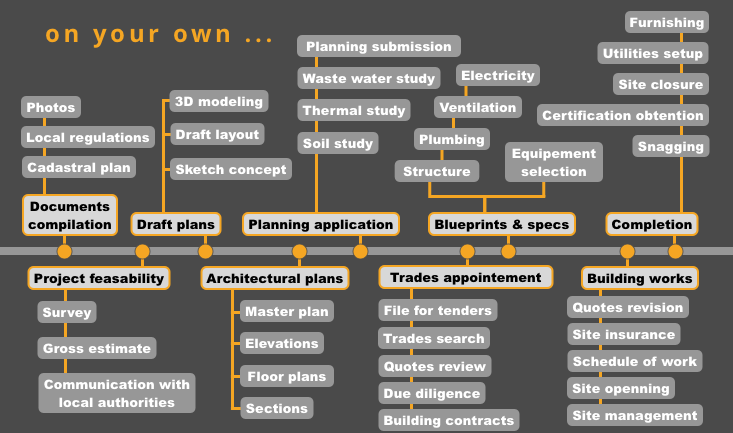 on your own ...
Photos
Local regulations
Cadastral plan
Documents
compilation
3D modeling
Draft layout
Sketch concept
Draft plans
Planning submission
Waste water study
Thermal study
Soil study
Planning application
Electricity
Ventilation
Plumbing
Structure
Equipement
selection
Blueprints & specs
Furnishing
Utilities setup
Site closure
Certification obtention
Snagging
Completion
Project feasability
Survey
Gross estimate
Communication with
local authorities
Architectural plans
Master plan
Elevations
Floor plans
Sections
Trades appointement
File for tenders
Trades search
Quotes review
Due diligence
Building contracts
Building works
Quotes revision
Site insurance
Schedule of work
Site openning
Site management